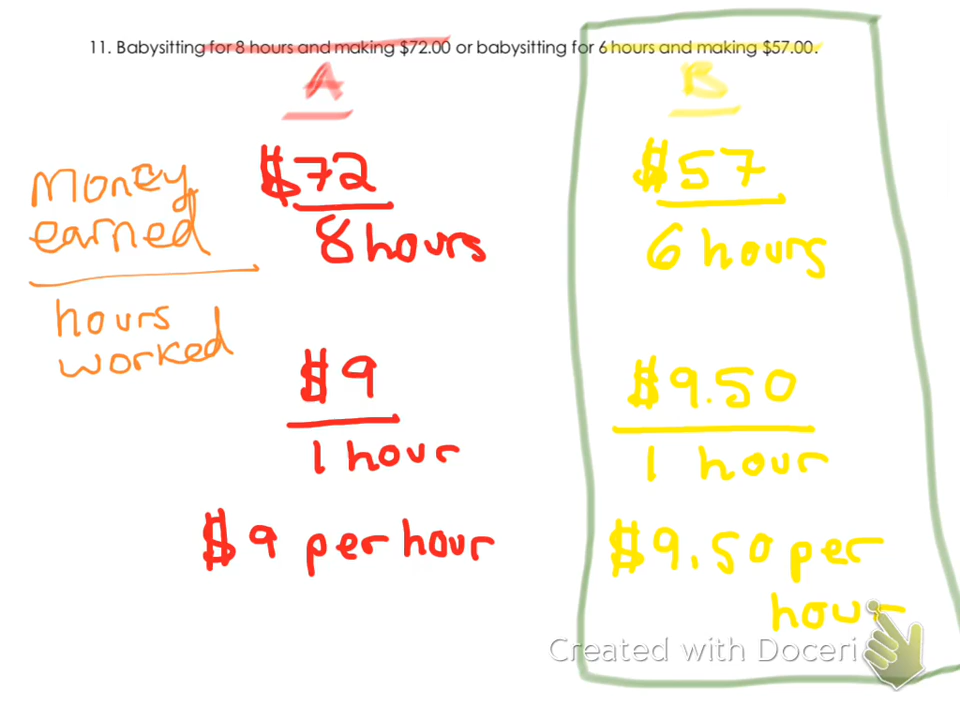 11. Babysitting for 8 hours and making $72.00 or babysitting for 6 hours and making $57.00.
A
B
Money
earned
hours
worked
$72
8 hours
$57
6 hours
$9
1 hour
$9.50
1 hour
$9 per hour
$9.50 per
hour
Created with Doceri